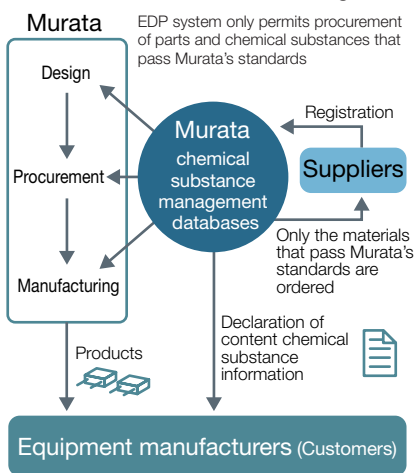 Murata
EDP system only permits procurement
of parts and chemical substances that
pass Murata's standards
Design
Procurement
Manufacturing
Murata
chemical
substance
management
databases
Registration
Suppliers
Only the materials
that pass Murata's
standards are
ordered
Products
Declaration of
content chemical
substance
information
Equipment manufacturers (Customers)